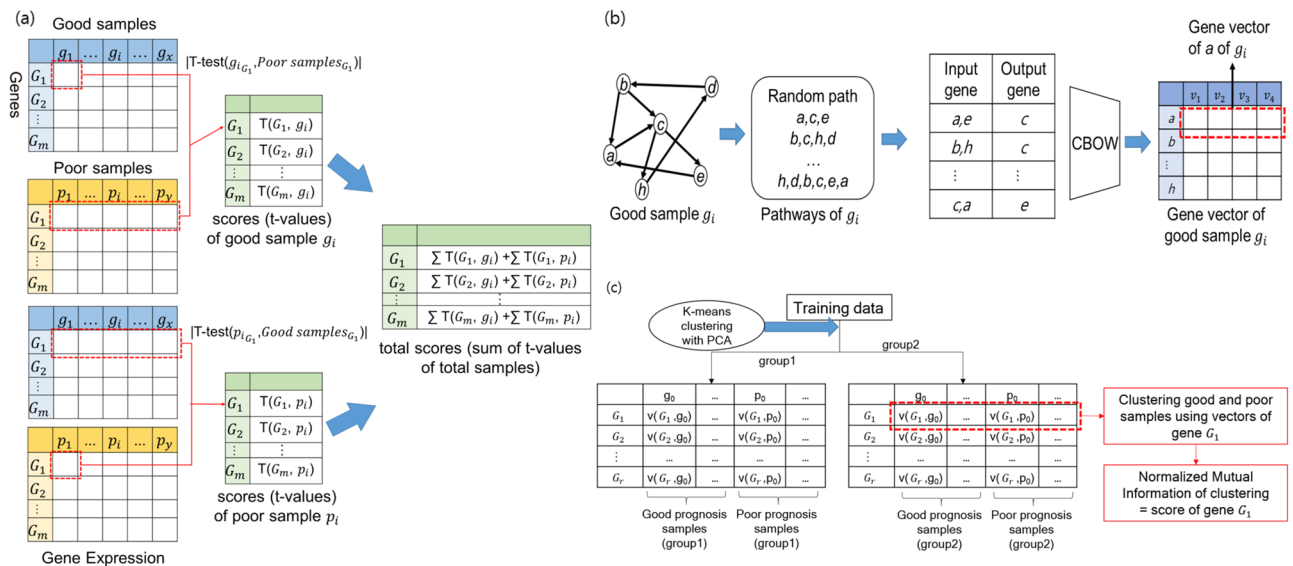 (a)
Good samples
g₁ … gᵢ … gₓ
Genes
G₁
G₂
⋮
Gₘ
|T-test(gᵢ_G₁,Poor samples_G₁)|
Poor samples
p₁ … pᵢ … p_y
G₁
G₂
⋮
Gₘ
G₁ T(G₁, gᵢ)
G₂ T(G₂, gᵢ)
⋮ ⋮
Gₘ T(Gₘ, gᵢ)
scores (t-values)
of good sample gᵢ
g₁ … gᵢ … gₓ
G₁
G₂
⋮
Gₘ
|T-test(pᵢ_G₁,Good samples_G₁)|
p₁ … pᵢ … p_y
G₁
G₂
⋮
Gₘ
Gene Expression
G₁ T(G₁, pᵢ)
G₂ T(G₂, pᵢ)
⋮ ⋮
Gₘ T(Gₘ, pᵢ)
scores (t-values)
of poor sample pᵢ
G₁ ∑ T(G₁, gᵢ) +∑ T(G₁, pᵢ)
G₂ ∑ T(G₂, gᵢ) +∑ T(G₂, pᵢ)
⋮ ⋮
Gₘ ∑ T(Gₘ, gᵢ) +∑ T(Gₘ, pᵢ)
total scores (sum of t-values
of total samples)
(b)
b
d
c
a
h
e
Good sample gᵢ
Random path
a,c,e
b,c,h,d
…
h,d,b,c,e,a
Pathways of gᵢ
Input gene Output gene
a,e c
b,h c
⋮ ⋮
c,a e
CBOW
Gene vector
of a of gᵢ
v₁ v₂ v₃ v₄
a
b
⋮
h
Gene vector of
good sample gᵢ
(c)
K-means
clustering
with PCA
Training data
group1
group2
g₀ ... p₀ ...
G₁ v(G₁,g₀) ... v(G₁,p₀) ...
G₂ v(G₂,g₀) ... v(G₂,p₀) ...
⋮ ... ... ... ...
Gᵣ v(Gᵣ,g₀) ... v(Gᵣ,p₀) ...
Good prognosis
samples
(group1)
Poor prognosis
samples
(group1)
g₀ ... p₀ ...
G₁ v(G₁,g₀) ... v(G₁,p₀) ...
G₂ v(G₂,g₀) ... v(G₂,p₀) ...
⋮ ... ... ... ...
Gᵣ v(Gᵣ,g₀) ... v(Gᵣ,p₀) ...
Good prognosis
samples
(group2)
Poor prognosis
samples
(group2)
Clustering good and poor
samples using vectors of
gene G₁
Normalized Mutual
Information of clustering
= score of gene G₁